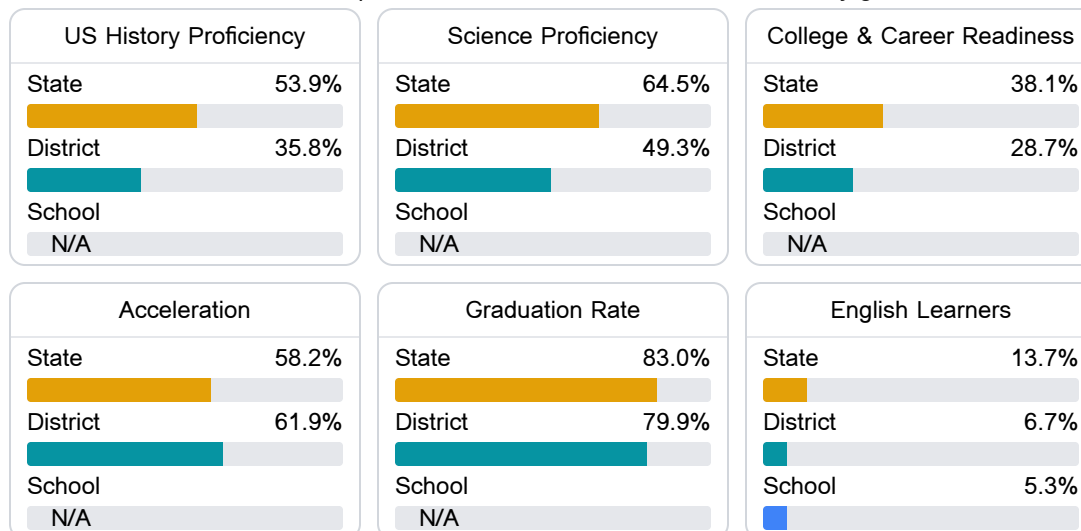 US History Proficiency
State 53.9%
District 35.8%
School
N/A
Science Proficiency
State 64.5%
District 49.3%
School
N/A
College & Career Readiness
State 38.1%
District 28.7%
School
N/A
Acceleration
State 58.2%
District 61.9%
School
N/A
Graduation Rate
State 83.0%
District 79.9%
School
N/A
English Learners
State 13.7%
District 6.7%
School 5.3%